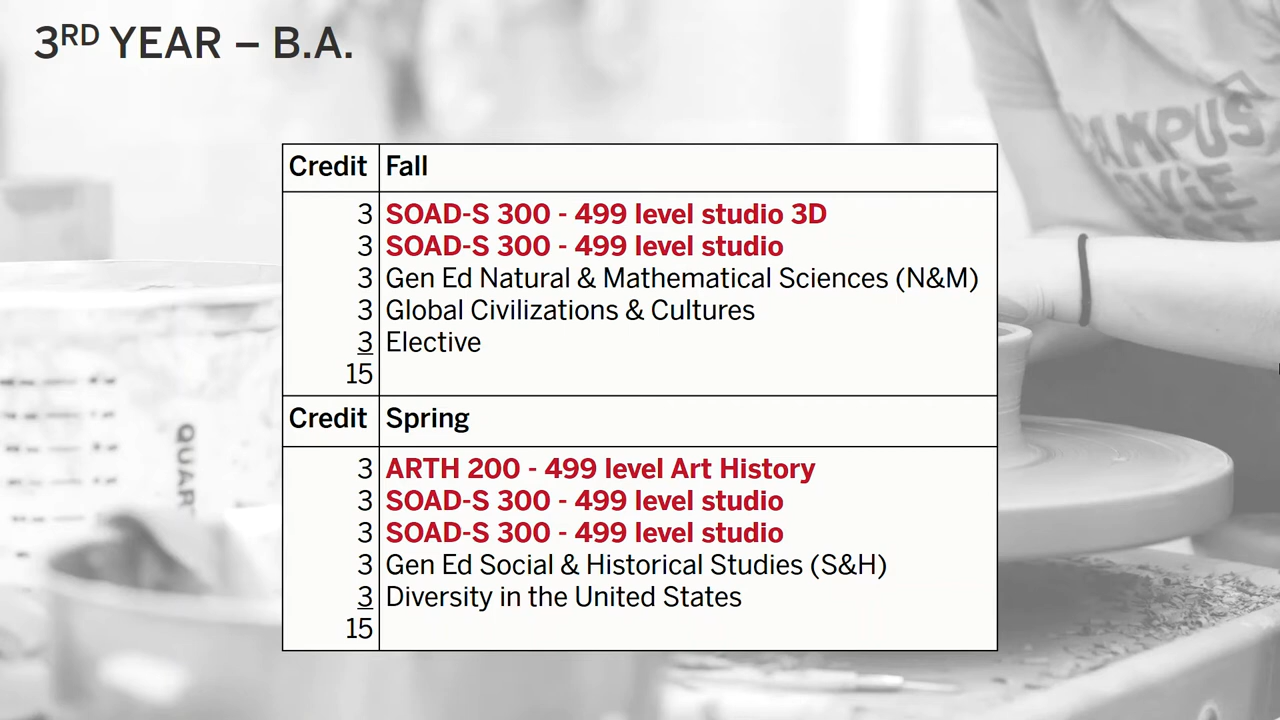 3RD YEAR – B.A.
Credit Fall
3 SOAD-S 300 - 499 level studio 3D
3 SOAD-S 300 - 499 level studio
3 Gen Ed Natural & Mathematical Sciences (N&M)
3 Global Civilizations & Cultures
3 Elective
15
Credit Spring
3 ARTH 200 - 499 level Art History
3 SOAD-S 300 - 499 level studio
3 SOAD-S 300 - 499 level studio
3 Gen Ed Social & Historical Studies (S&H)
3 Diversity in the United States
15
QUART